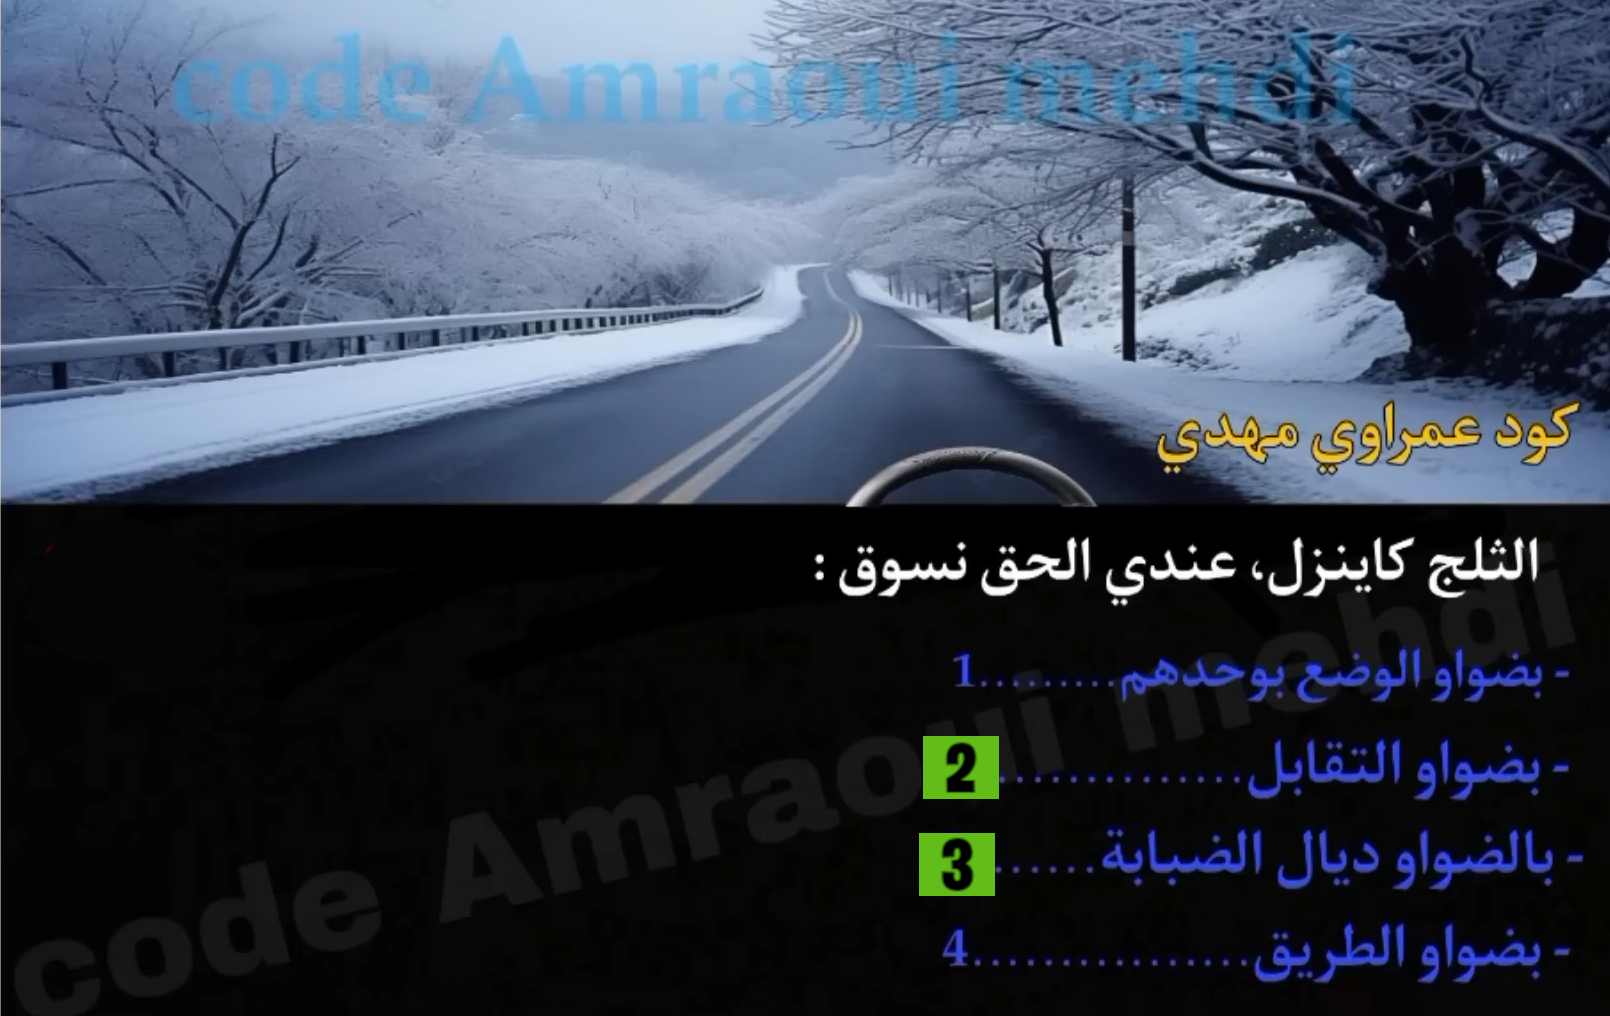 code Amraoui mehdi
كود عمراوي مهدي
الثلج كاينزل، عندي الحق نسوق :
- بضواو الوضع بوحدهم.........1
- بضواو التقابل..............2
- بالضواو ديال الضبابة......3
- بضواو الطريق................4
code Amraoui mehdi